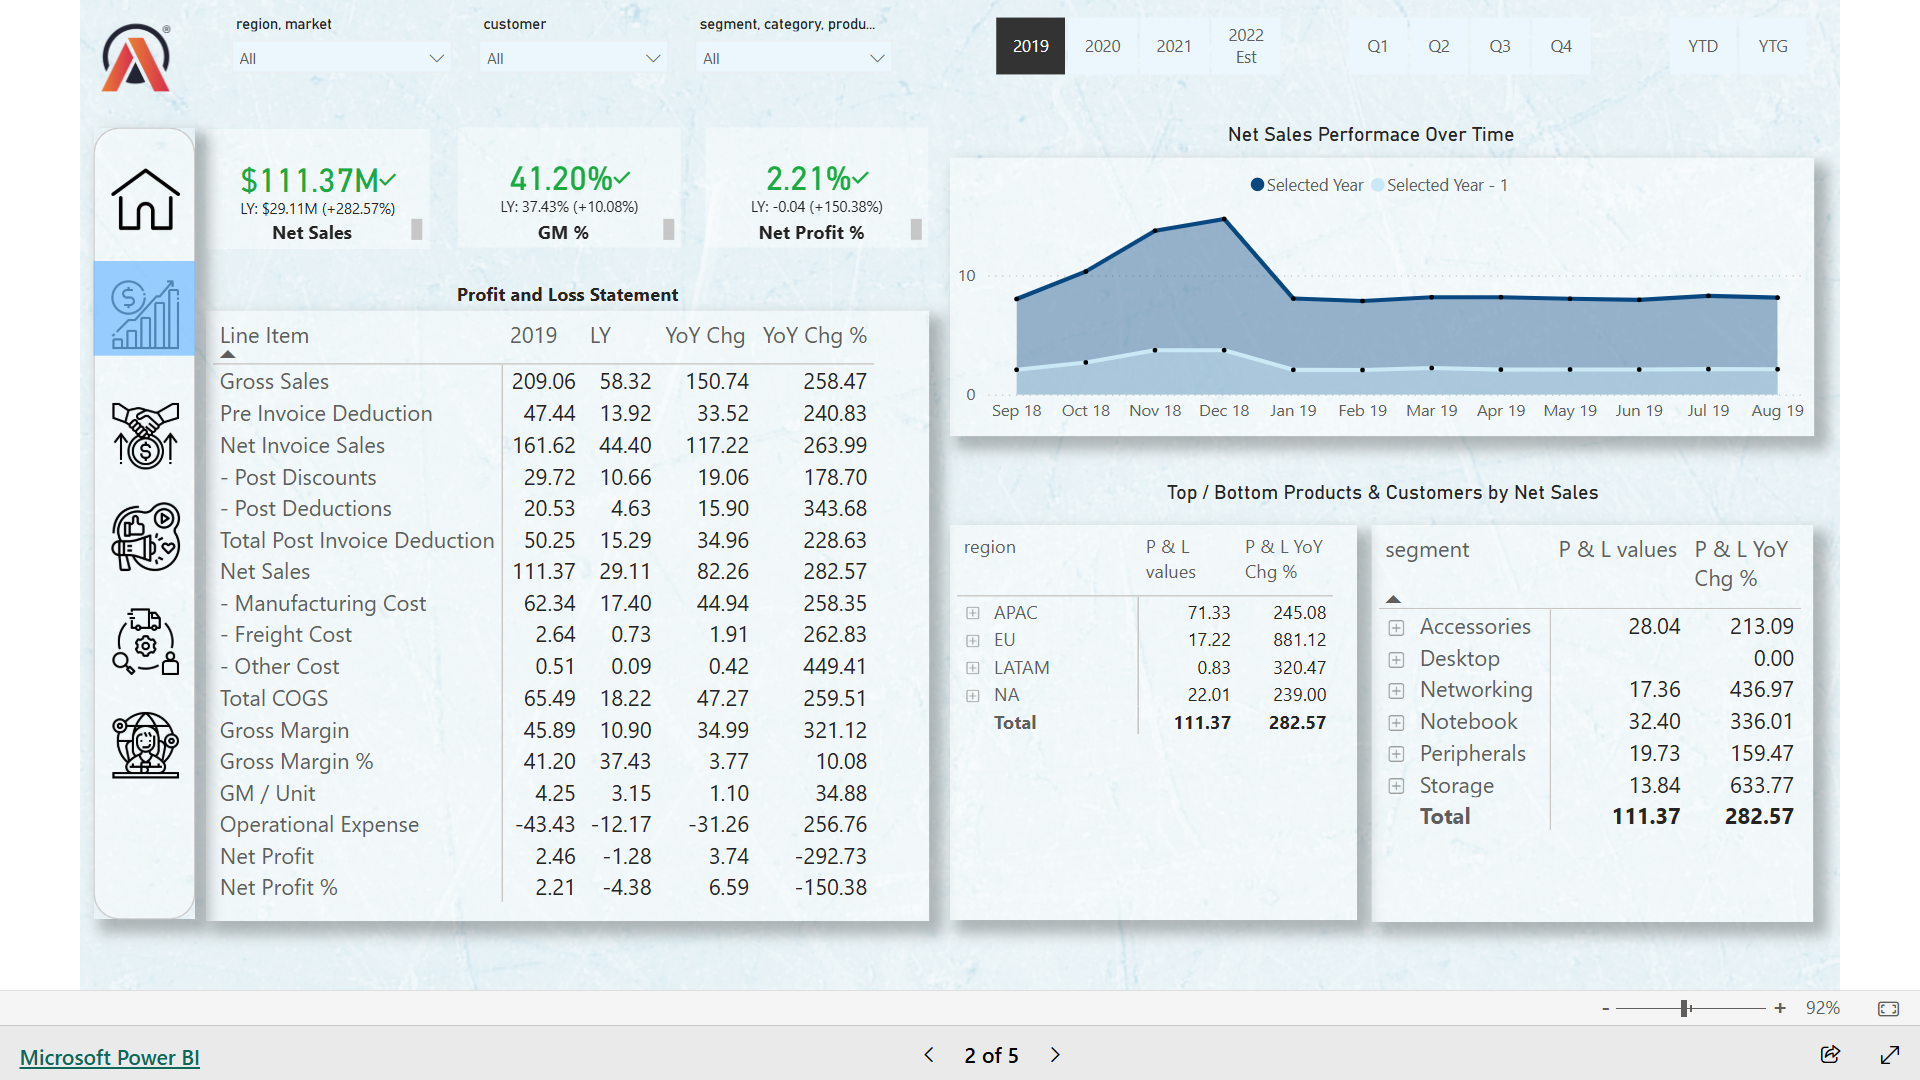 region, market
customer
segment, category, produ...
All
All
All
2019
2020
2021
2022
Est
Q1
Q2
Q3
Q4
YTD
YTG
$111.37M
LY: $29.11M (+282.57%)
Net Sales
41.20%
LY: 37.43% (+10.08%)
GM %
2.21%
LY: -0.04 (+150.38%)
Net Profit %
Profit and Loss Statement
Line Item 2019 LY YoY Chg YoY Chg %
Gross Sales 209.06 58.32 150.74 258.47
Pre Invoice Deduction 47.44 13.92 33.52 240.83
Net Invoice Sales 161.62 44.40 117.22 263.99
- Post Discounts 29.72 10.66 19.06 178.70
- Post Deductions 20.53 4.63 15.90 343.68
Total Post Invoice Deduction 50.25 15.29 34.96 228.63
Net Sales 111.37 29.11 82.26 282.57
- Manufacturing Cost 62.34 17.40 44.94 258.35
- Freight Cost 2.64 0.73 1.91 262.83
- Other Cost 0.51 0.09 0.42 449.41
Total COGS 65.49 18.22 47.27 259.51
Gross Margin 45.89 10.90 34.99 321.12
Gross Margin % 41.20 37.43 3.77 10.08
GM / Unit 4.25 3.15 1.10 34.88
Operational Expense -43.43 -12.17 -31.26 256.76
Net Profit 2.46 -1.28 3.74 -292.73
Net Profit % 2.21 -4.38 6.59 -150.38
Net Sales Performace Over Time
Selected Year Selected Year - 1
10
0
Sep 18 Oct 18 Nov 18 Dec 18 Jan 19 Feb 19 Mar 19 Apr 19 May 19 Jun 19 Jul 19 Aug 19
Top / Bottom Products & Customers by Net Sales
region P & L values P & L YoY Chg %
APAC 71.33 245.08
EU 17.22 881.12
LATAM 0.83 320.47
NA 22.01 239.00
Total 111.37 282.57
segment P & L values P & L YoY Chg %
Accessories 28.04 213.09
Desktop 0.00
Networking 17.36 436.97
Notebook 32.40 336.01
Peripherals 19.73 159.47
Storage 13.84 633.77
Total 111.37 282.57
- + 92%
Microsoft Power BI
2 of 5